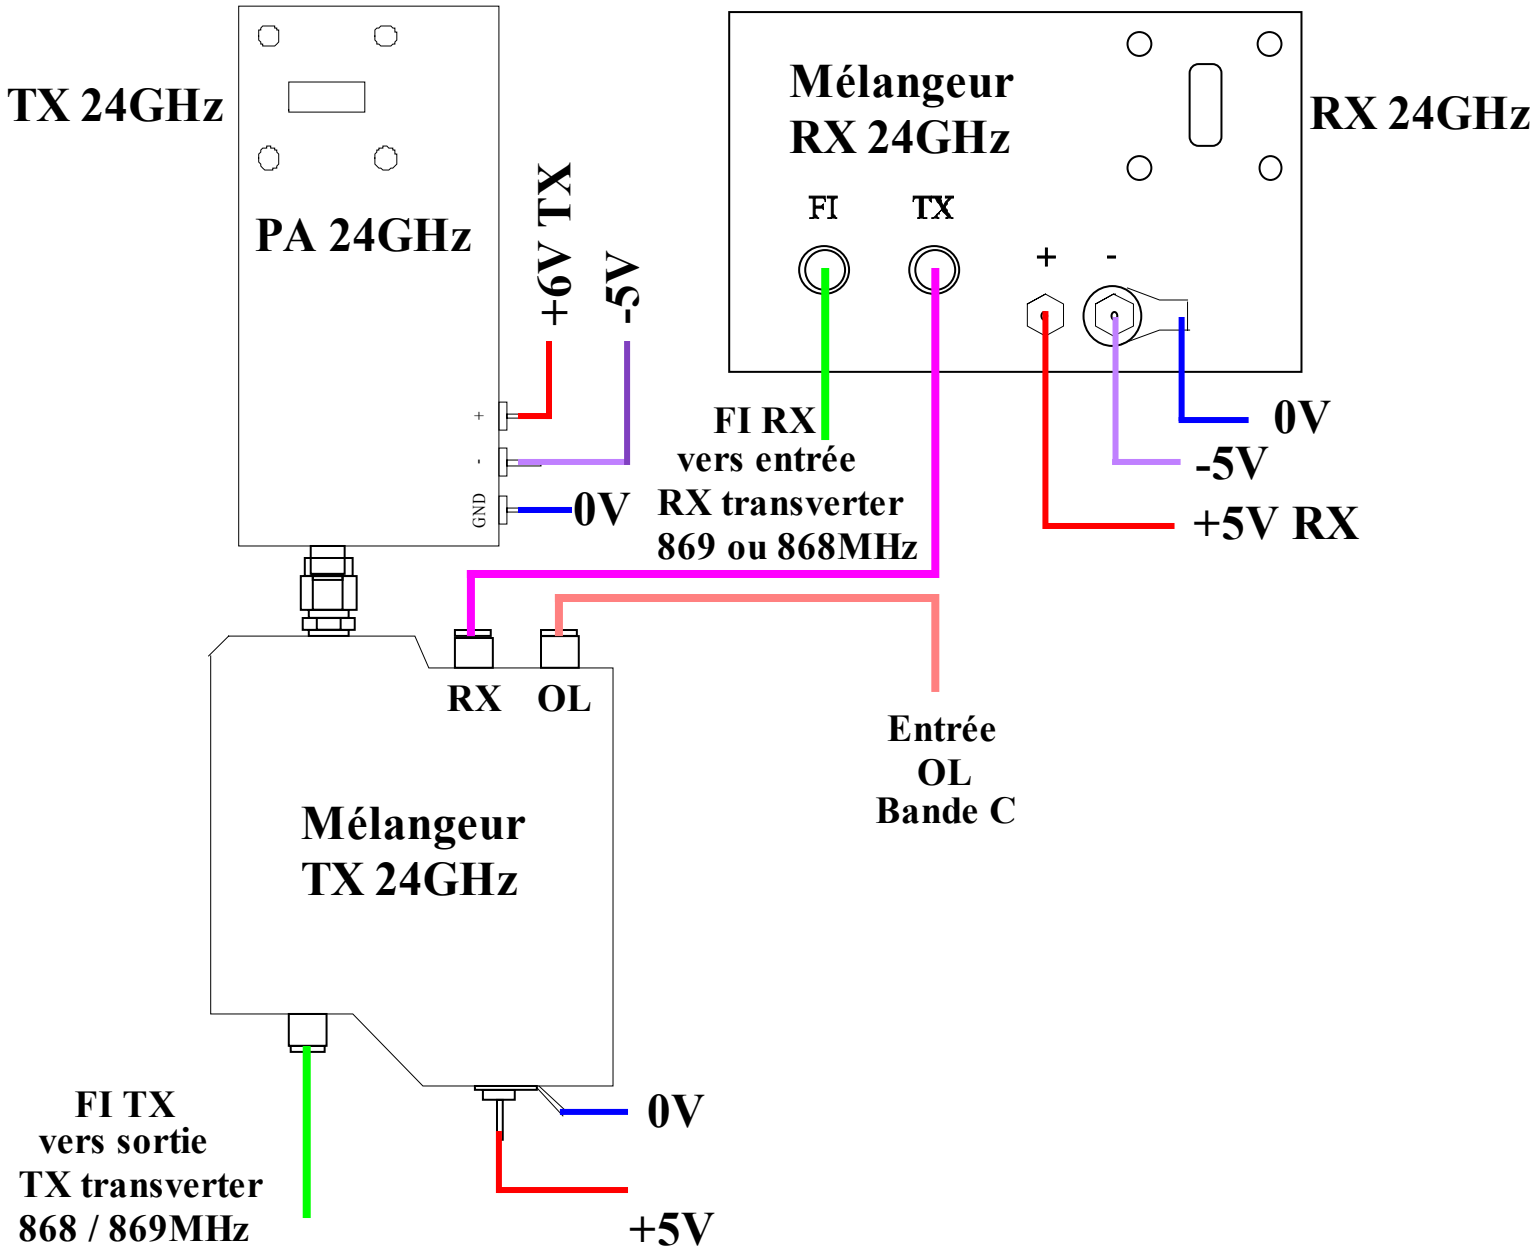 TX 24GHz
PA 24GHz
+6V TX
-5V
+
-
GND
0V
Mélangeur
RX 24GHz
RX 24GHz
FI
TX
+
-
0V
-5V
+5V RX
FI RX
vers entrée
RX transverter
869 ou 868MHz
RX
OL
Entrée
OL
Bande C
Mélangeur
TX 24GHz
FI TX
vers sortie
TX transverter
868 / 869MHz
0V
+5V